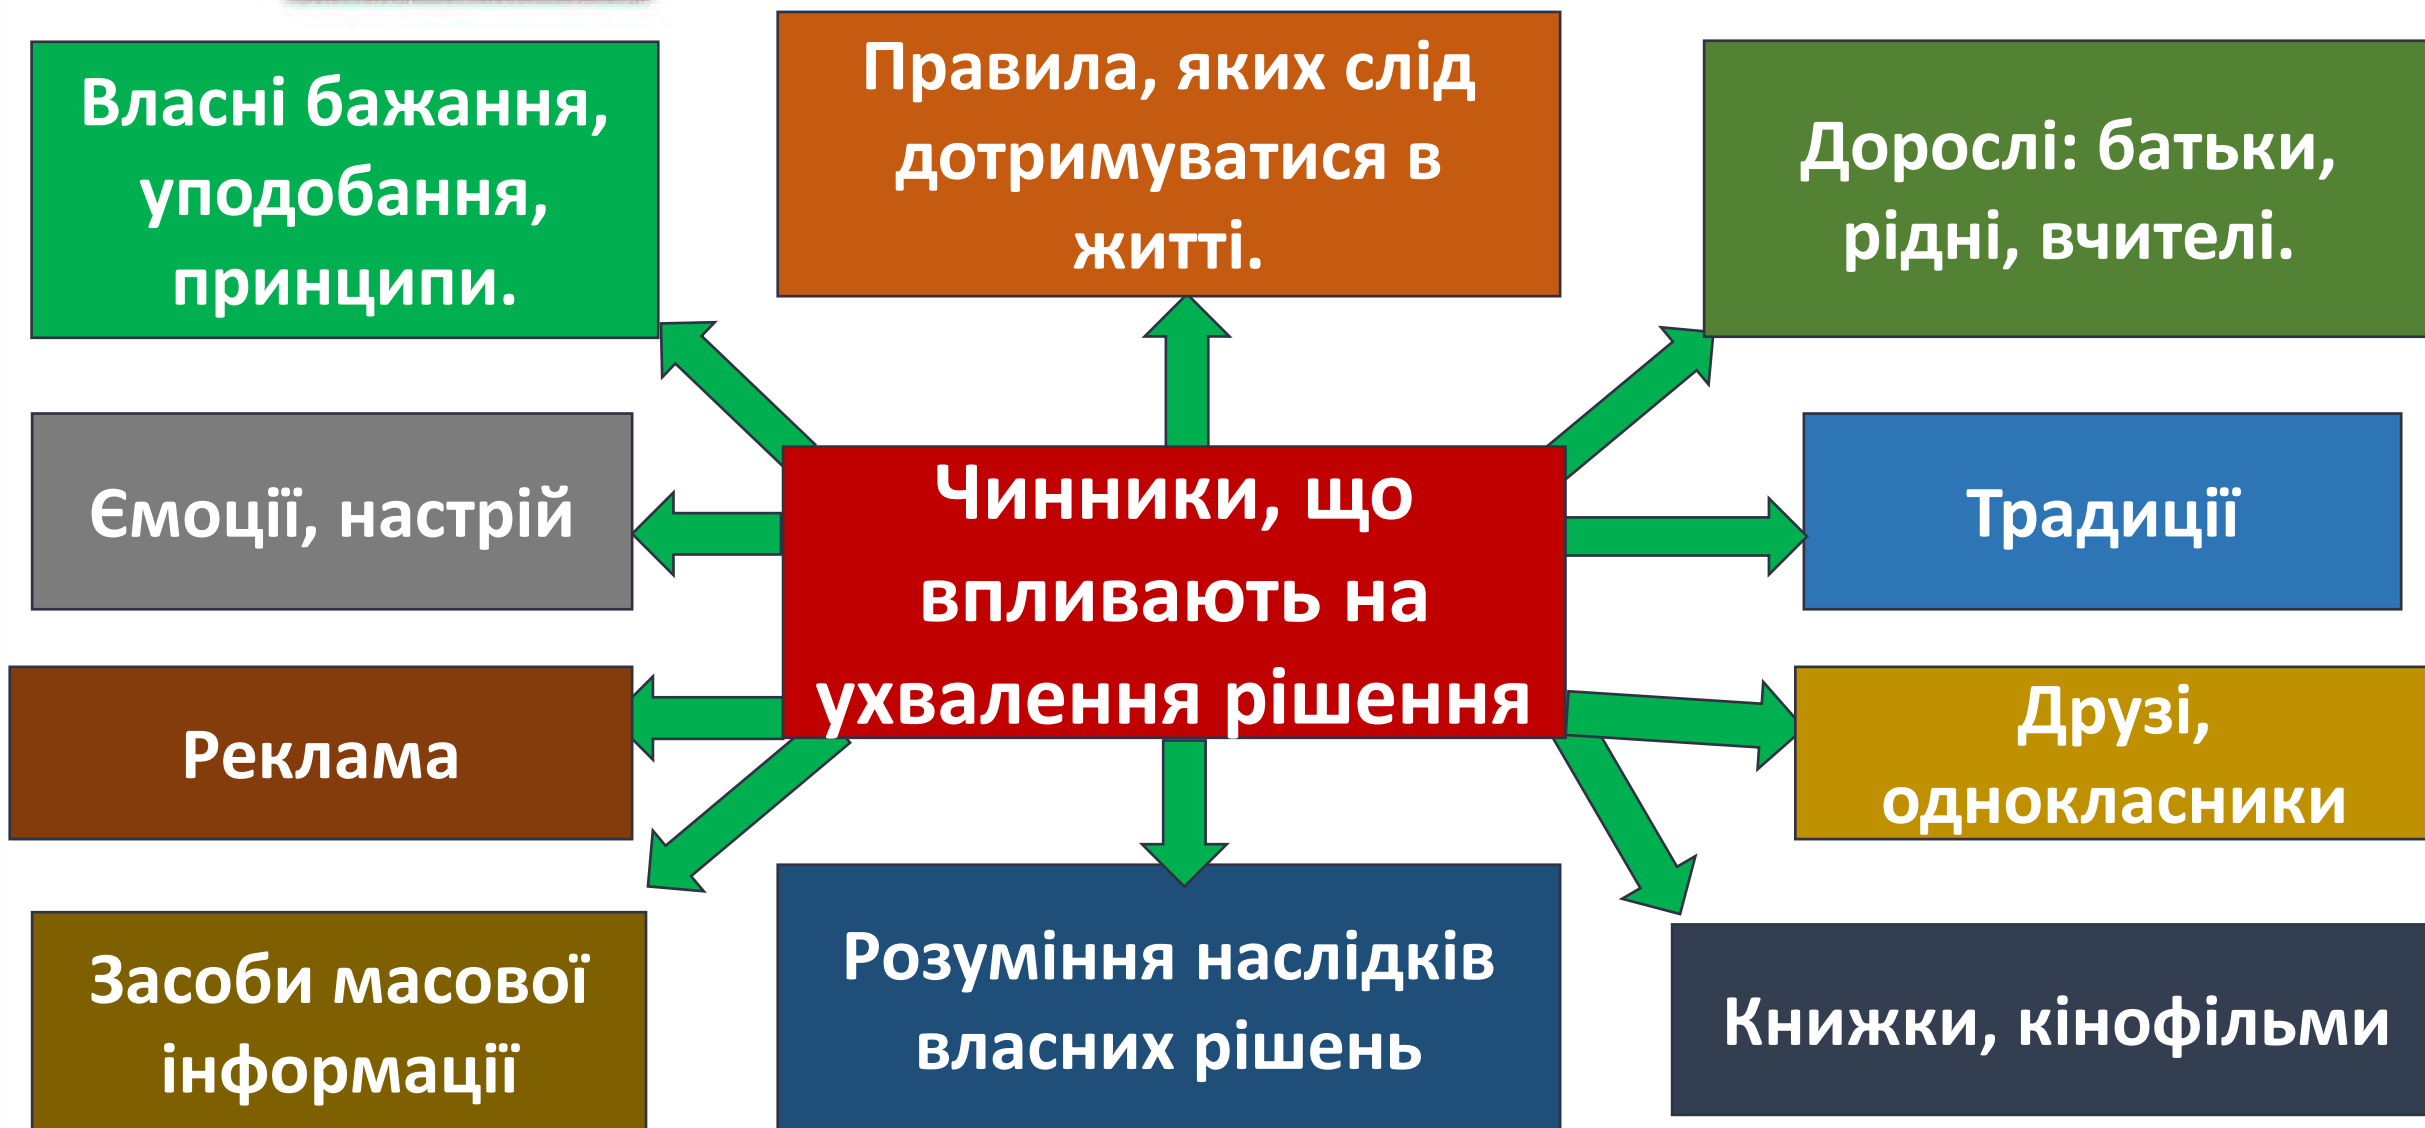 Власні бажання,
уподобання,
принципи.
Правила, яких слід
дотримуватися в
житті.
Дорослі: батьки,
рідні, вчителі.
Ємоції, настрій
Чинники, що
впливають на
ухвалення рішення
Традиції
Реклама
Друзі,
однокласники
Засоби масової
інформації
Розуміння наслідків
власних рішень
Книжки, кінофільми